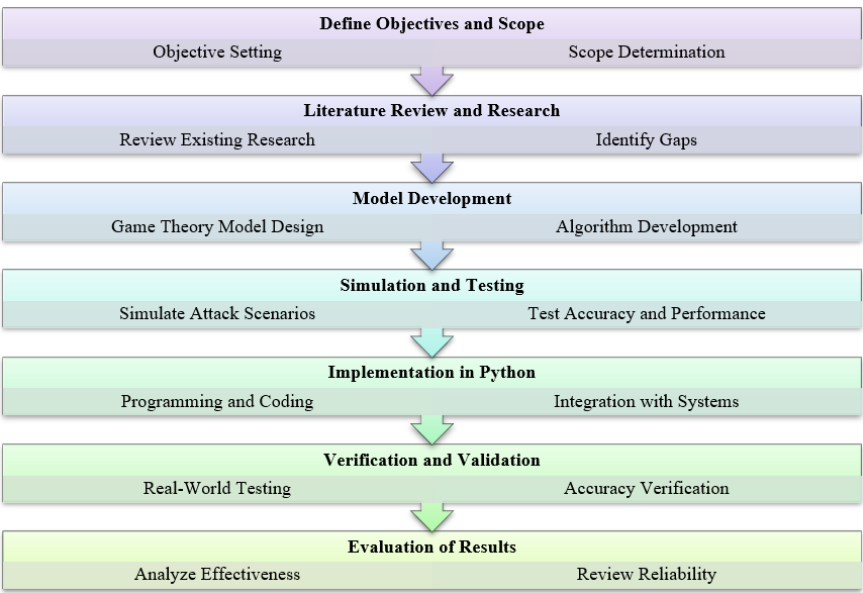 Define Objectives and Scope
Objective Setting
Scope Determination
Literature Review and Research
Review Existing Research
Identify Gaps
Model Development
Game Theory Model Design
Algorithm Development
Simulation and Testing
Simulate Attack Scenarios
Test Accuracy and Performance
Implementation in Python
Programming and Coding
Integration with Systems
Verification and Validation
Real-World Testing
Accuracy Verification
Evaluation of Results
Analyze Effectiveness
Review Reliability